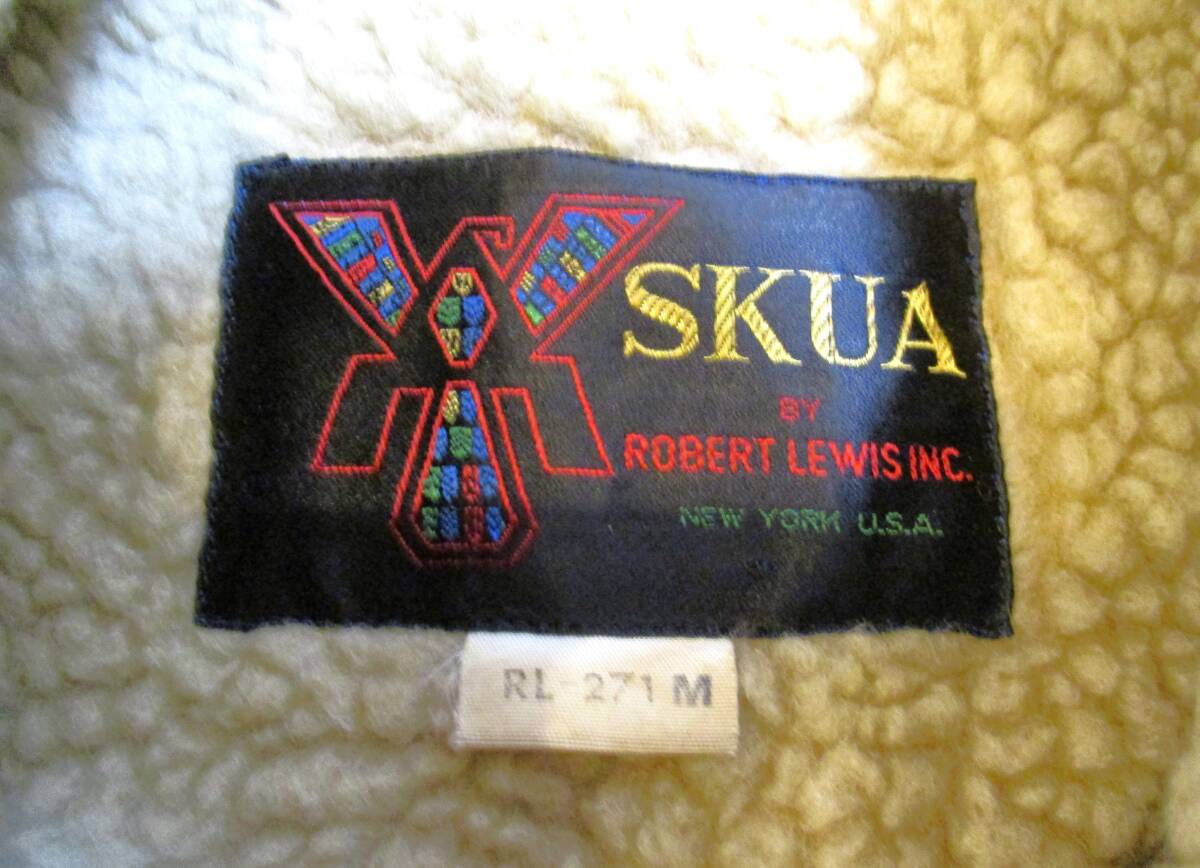 SKUA
BY
ROBERT LEWIS INC.
NEW YORK U.S.A.
RL-271 M